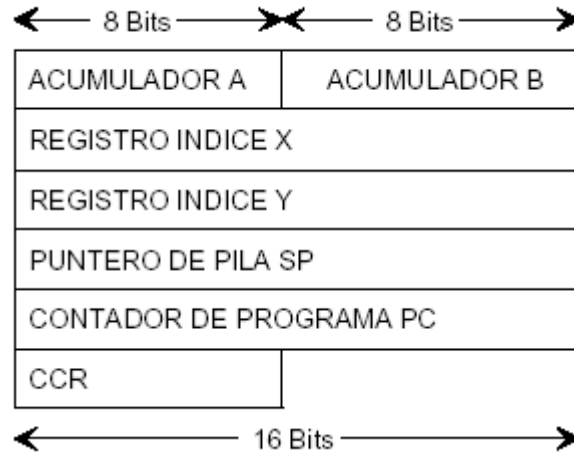 8 Bits 8 Bits
ACUMULADOR A ACUMULADOR B
REGISTRO INDICE X
REGISTRO INDICE Y
PUNTERO DE PILA SP
CONTADOR DE PROGRAMA PC
CCR
16 Bits